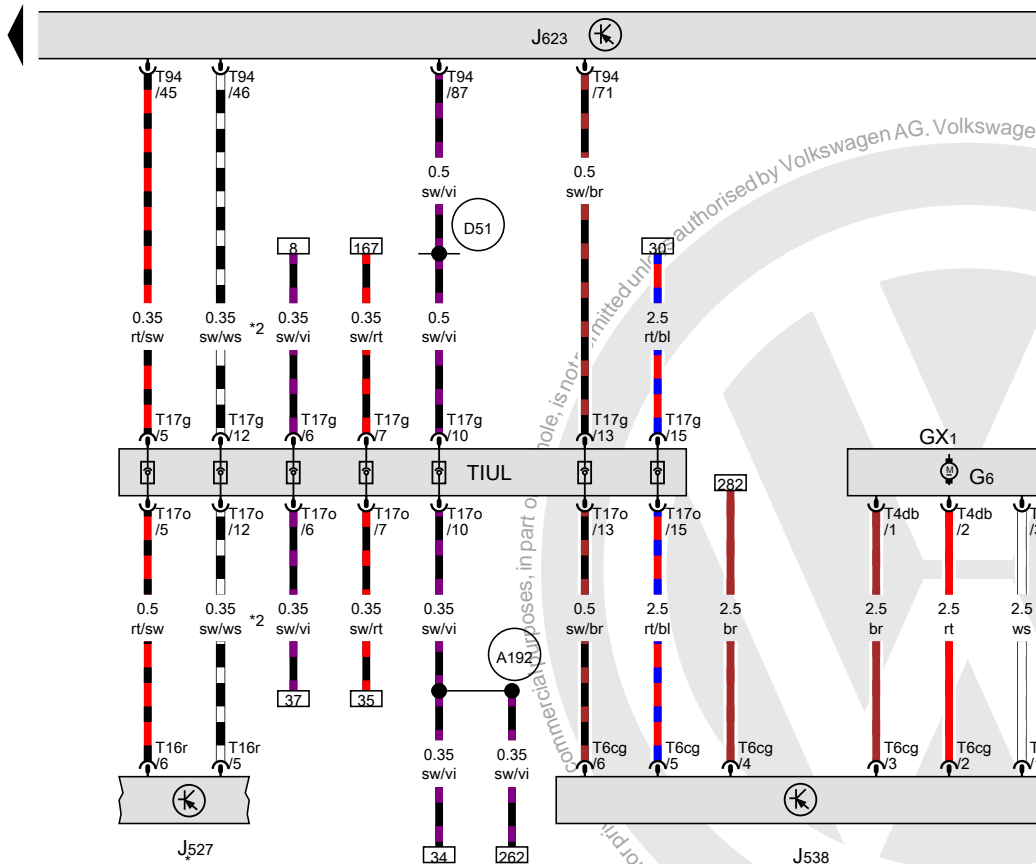 J623
T94 T94 T94 T94
/45 /46 /87 /71
0.5 0.5
sw/vi sw/br
D51
8 167 30
0.35 0.35 0.35 0.35 0.5 2.5
rt/sw sw/ws *2 sw/vi sw/rt sw/vi rt/bl
T17g T17g T17g T17g T17g T17g T17g
/5 /12 /6 /7 /10 /13 /15
GX1
TIUL
M
G6
282
T17o T17o T17o T17o T17o T17o T17o T4db T4db
/5 /12 /6 /7 /10 /13 /15 /1 /2
0.5 0.35 0.35 0.35 0.35 0.5 2.5 2.5 2.5 2.5 2.5
rt/sw sw/ws *2 sw/vi sw/rt sw/vi sw/br rt/bl br br rt ws
A192
37 35
T16r T16r T6cg T6cg T6cg T6cg T6cg
/6 /5 /6 /5 /4 /3 /2
0.35 0.35
sw/vi sw/vi
J527
*
34 262
J538
commercial purposes, in part o
hole, is not
authorised by Volkswagen AG. Volkswage